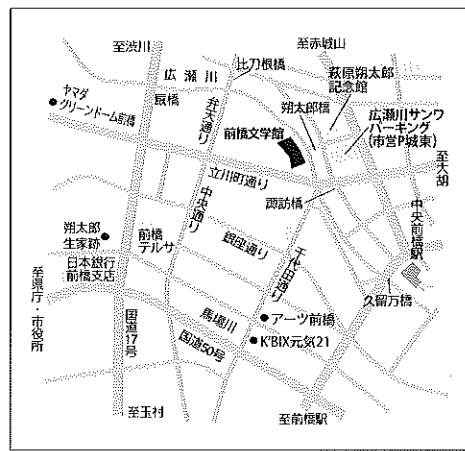 至渋川
至赤城山
比刀根橋
広瀬川
厩橋
萩原朔太郎
記念館
ヤマダ
グリーンドーム前橋
弁天通り
朔太郎橋
広瀬川サンワ
パーキング
(市営P城東)
前橋文学館
至大胡
立川町通り
諏訪橋
中央通り
中央前橋駅
朔太郎
生家跡
前橋
テルサ
銀座通り
千代田通り
日本銀行
前橋支店
至県庁・市役所
久留万橋
馬場川
アーツ前橋
国道17号
国道50号
K'BIX元気21
至玉村
至前橋駅